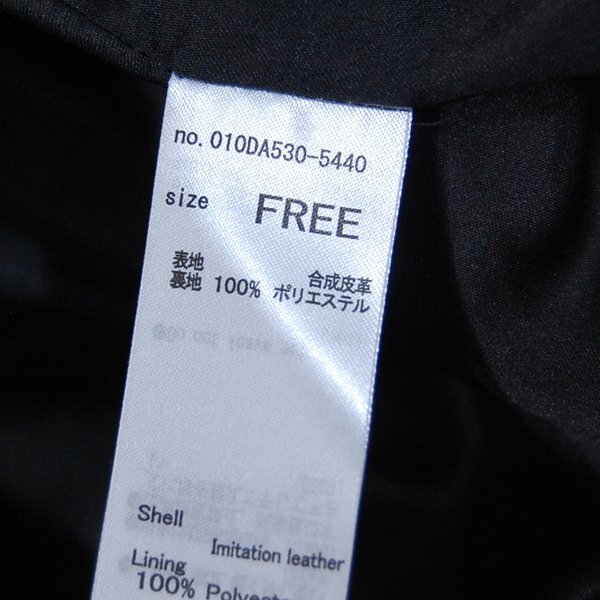 no. 010DA530-5440
size FREE
表地 合成皮革
裏地 100% ポリエステル
Shell
Imitation leather
Lining
100%